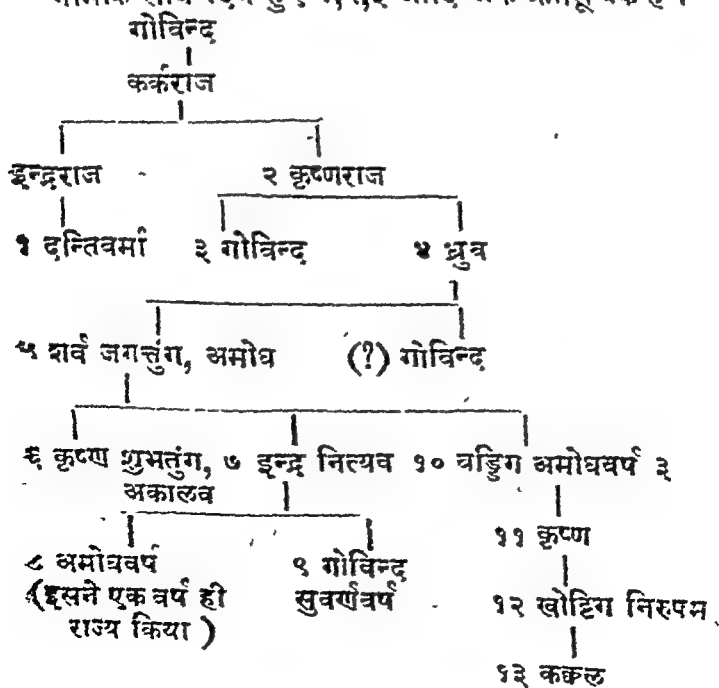 गोविन्द
कर्कराज
इन्द्रराज २ कृष्णराज
१ दन्तिवर्मा ३ गोविन्द ४ ध्रुव
५ शर्व जगत्तुंग, अमोघ (?) गोविन्द
६ कृष्ण शुभतुंग, ७ इन्द्र नित्यव १० वड्डिग अमोघवर्ष ३
अकालव
११ कृष्ण
८ अमोघवर्ष ९ गोविन्द
(इसने एक वर्ष ही सुवर्णवर्ष १२ खोटिग निरुपम
राज्य किया)
१३ कक्कल